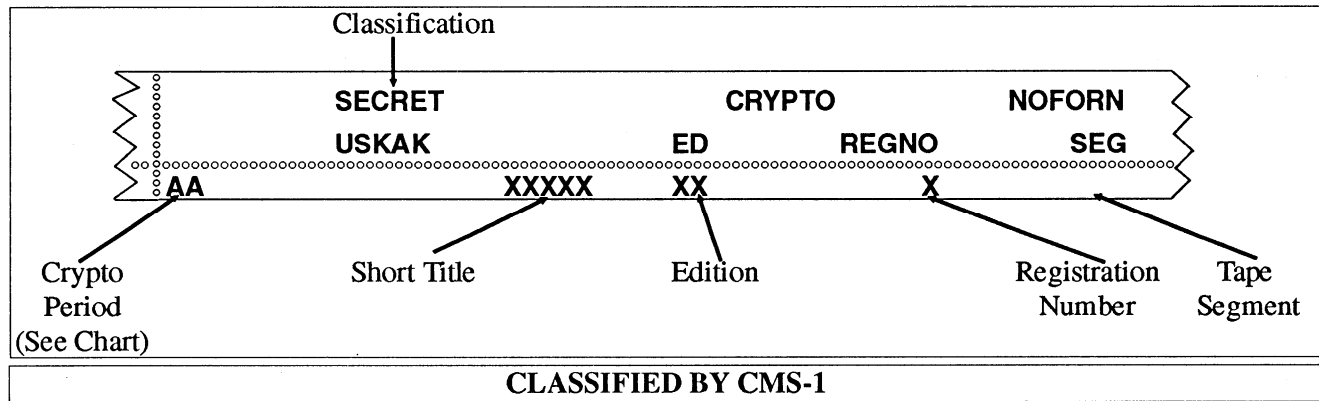 Classification
SECRET CRYPTO NOFORN
USKAK ED REGNO SEG
AA XXXXX XX X
Crypto Period (See Chart)
Short Title
Edition
Registration Number
Tape Segment
CLASSIFIED BY CMS-1